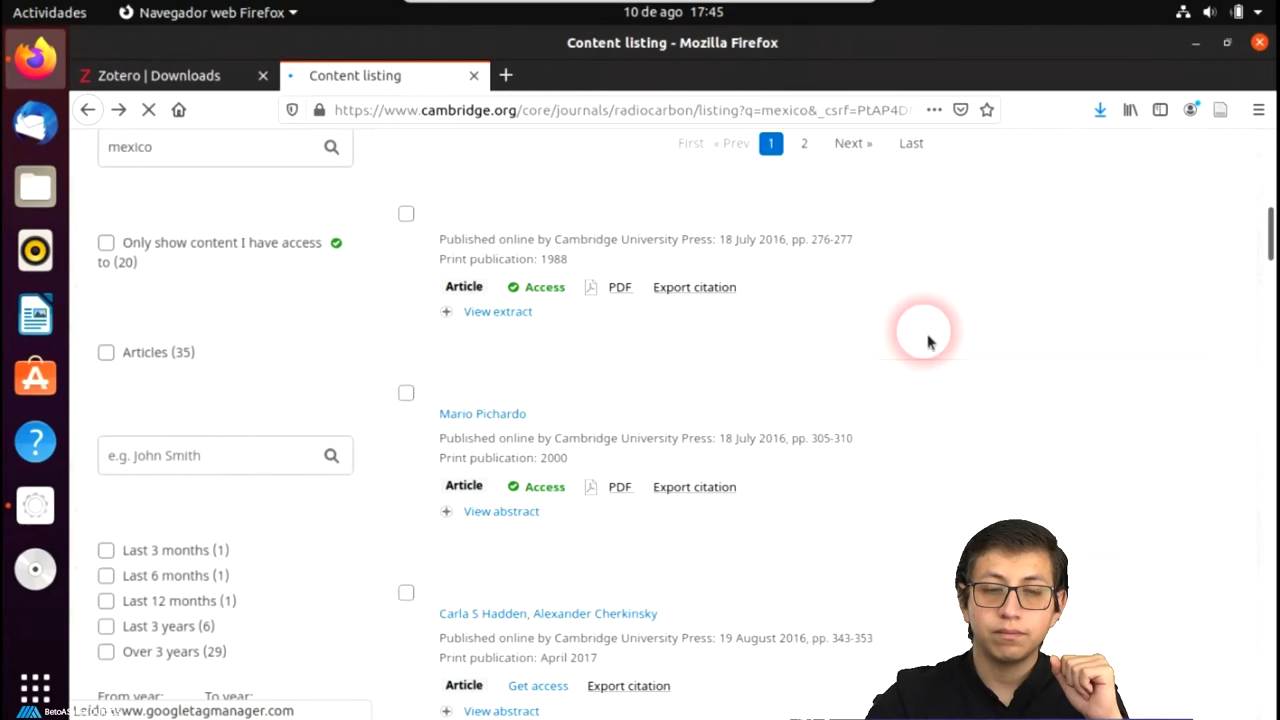 Actividades
Navegador web Firefox
10 de ago 17:45
Content listing - Mozilla Firefox
Zotero | Downloads
Content listing
https://www.cambridge.org/core/journals/radiocarbon/listing?q=mexico&_csrf=PtAP4D
mexico
First « Prev 1 2 Next » Last
Only show content I have access
to (20)
Published online by Cambridge University Press: 18 July 2016, pp. 276-277
Print publication: 1988
Article Access PDF Export citation
View extract
Articles (35)
Mario Pichardo
Published online by Cambridge University Press: 18 July 2016, pp. 305-310
Print publication: 2000
e.g. John Smith
Article Access PDF Export citation
View abstract
Last 3 months (1)
Last 6 months (1)
Last 12 months (1)
Last 3 years (6)
Over 3 years (29)
Carla S Hadden, Alexander Cherkinsky
Published online by Cambridge University Press: 19 August 2016, pp. 343-353
Print publication: April 2017
Article Get access Export citation
View abstract
From year: To year:
www.googletagmanager.com